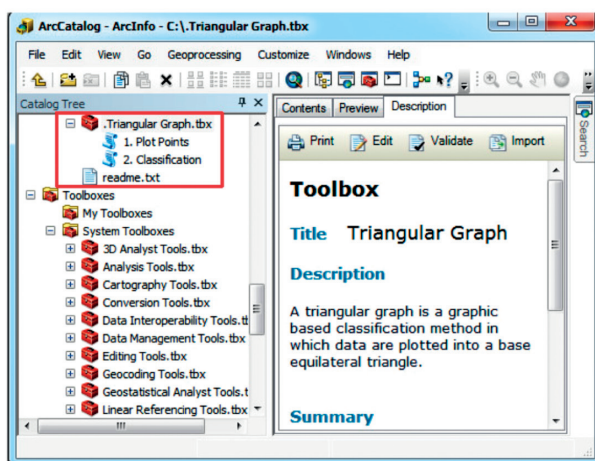 ArcCatalog - ArcInfo - C:\.Triangular Graph.tbx
File Edit View Go Geoprocessing Customize Windows Help
Catalog Tree
.Triangular Graph.tbx
1. Plot Points
2. Classification
readme.txt
Toolboxes
My Toolboxes
System Toolboxes
3D Analyst Tools.tbx
Analysis Tools.tbx
Cartography Tools.tbx
Conversion Tools.tbx
Data Interoperability Tools.tb
Data Management Tools.tbx
Editing Tools.tbx
Geocoding Tools.tbx
Geostatistical Analyst Tools.t
Linear Referencing Tools.tbx
Contents Preview Description
Print Edit Validate Import
Toolbox
Title Triangular Graph
Description
A triangular graph is a graphic
based classification method in
which data are plotted into a base
equilateral triangle.
Summary
Search